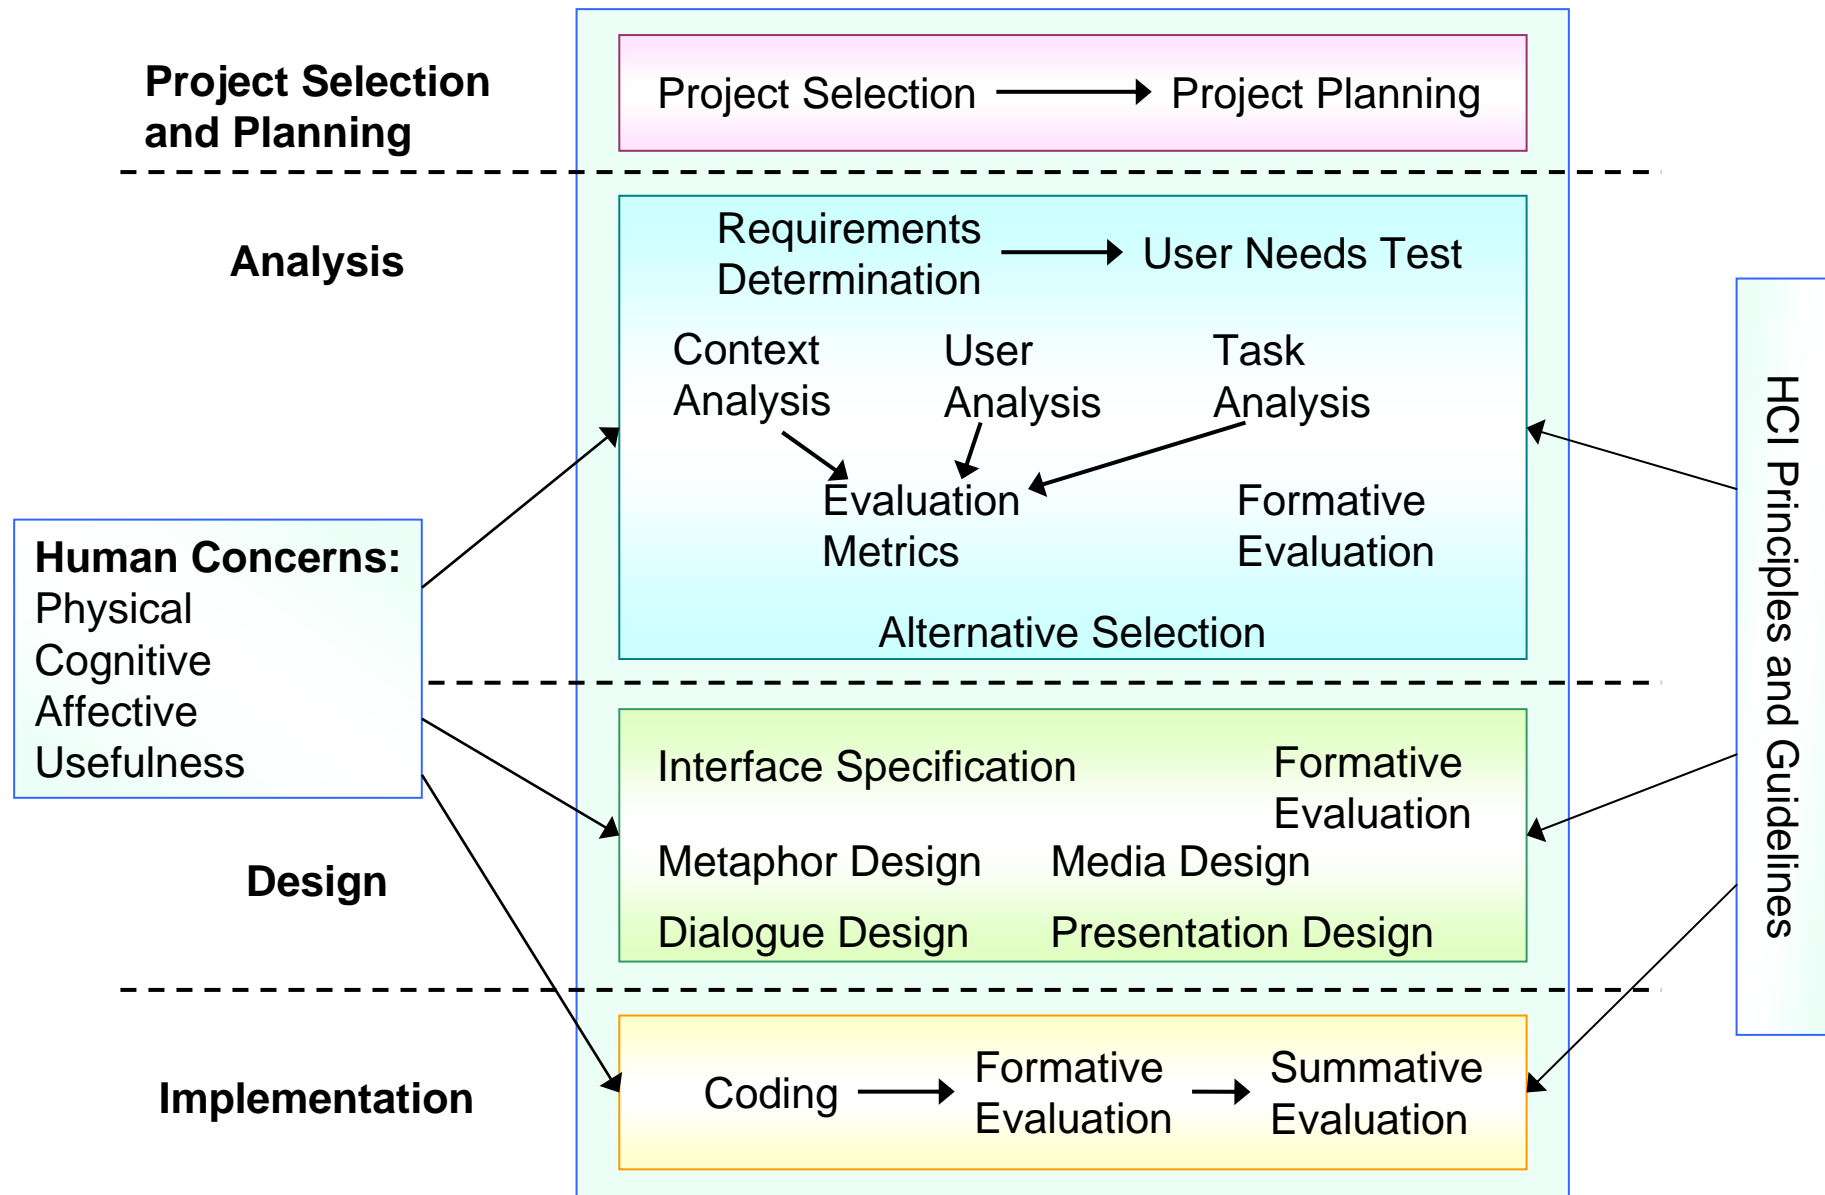 Project Selection
and Planning
Project Selection
Project Planning
Analysis
Requirements
Determination
User Needs Test
Context
Analysis
User
Analysis
Task
Analysis
Evaluation
Metrics
Formative
Evaluation
Alternative Selection
Human Concerns:
Physical
Cognitive
Affective
Usefulness
HCI Principles and Guidelines
Design
Interface Specification
Formative
Evaluation
Metaphor Design
Media Design
Dialogue Design
Presentation Design
Implementation
Coding
Formative
Evaluation
Summative
Evaluation